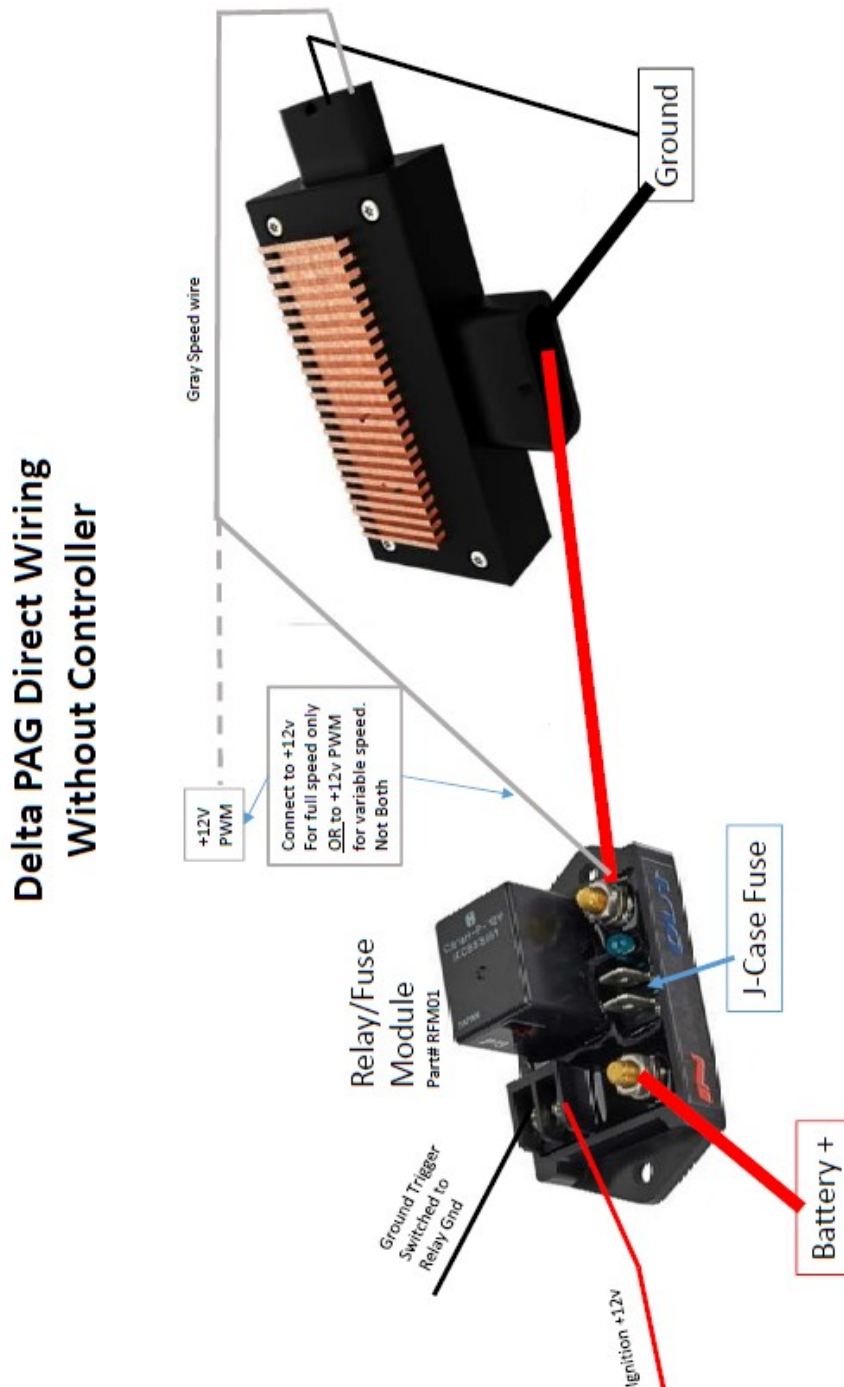 Delta PAG Direct Wiring
Without Controller
Gray Speed wire
+12V
PWM
Connect to +12v
For full speed only
OR to +12v PWM
for variable speed.
Not Both
Relay/Fuse
Module
Part# RFM01
Ground Trigger
Switched to
Relay Gnd
Ignition +12v
Battery +
J-Case Fuse
Ground
JAPAN